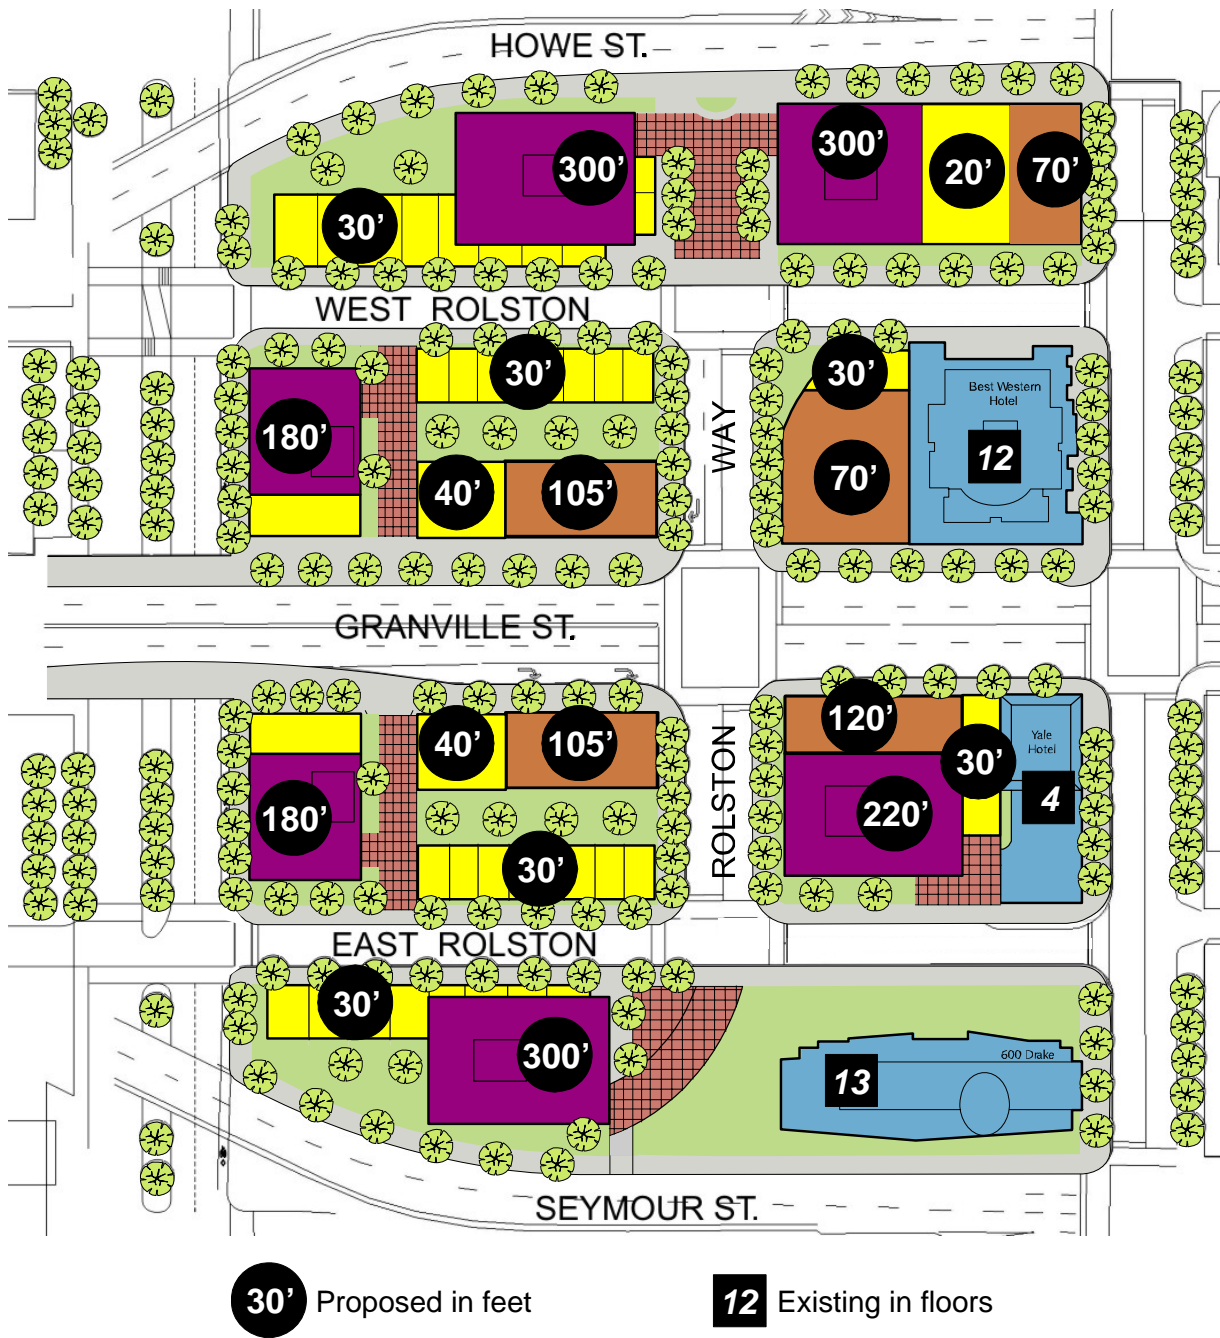 HOWE ST.
300’
300’
20’
70’
30’
WEST ROLSTON
30’
30’
Best Western
Hotel
180’
WAY
12
40’
105’
70’
GRANVILLE ST.
40’
105’
120’
ROLSTON
Yale
Hotel
30’
4
180’
220’
30’
EAST ROLSTON
30’
300’
600 Drake
13
SEYMOUR ST.
30’ Proposed in feet
12 Existing in floors